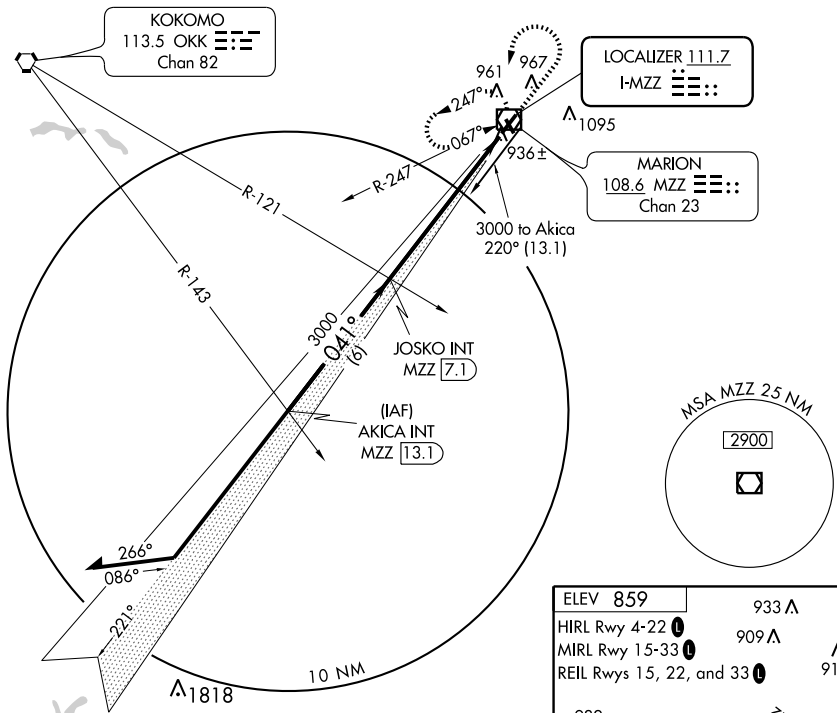 KOKOMO
113.5 OKK
Chan 82
LOCALIZER 111.7
I-MZZ
961
967
1095
247°
067°
936±
MARION
108.6 MZZ
Chan 23
R-247
R-121
R-143
3000 to Akica
220° (13.1)
3000
041°
(6)
JOSKO INT
MZZ 7.1
(IAF)
AKICA INT
MZZ 13.1
MSA MZZ 25 NM
2900
266°
086°
221°
10 NM
1818
ELEV 859
933
HIRL Rwy 4-22 L
909
MIRL Rwy 15-33 L
REIL Rwys 15, 22, and 33 L